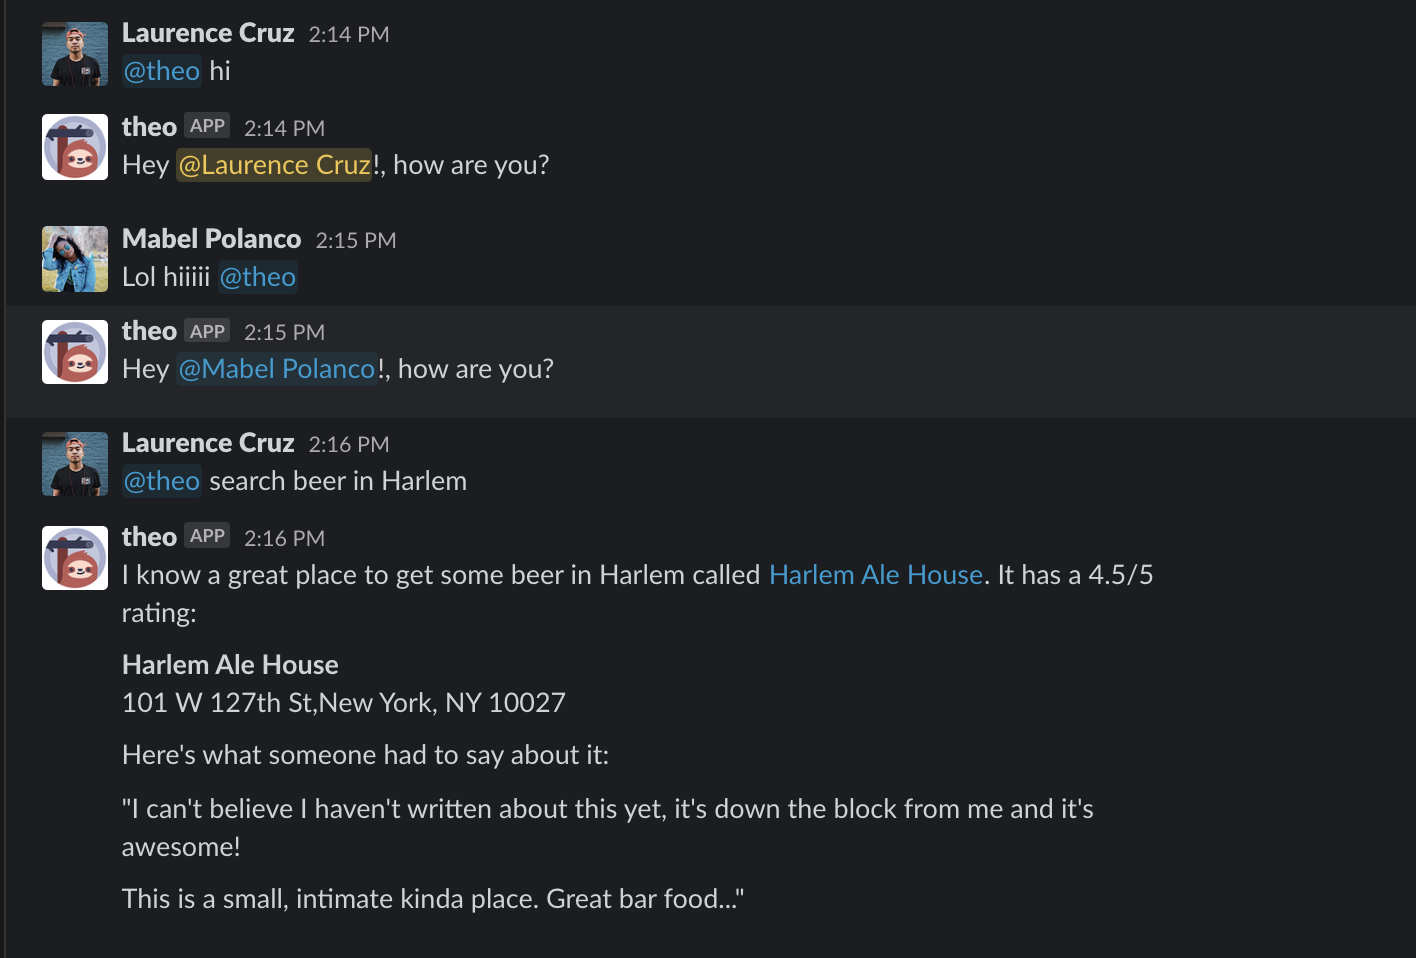 Laurence Cruz 2:14 PM
@theo hi
theo APP 2:14 PM
Hey @Laurence Cruz!, how are you?
Mabel Polanco 2:15 PM
Lol hiiiii @theo
theo APP 2:15 PM
Hey @Mabel Polanco!, how are you?
Laurence Cruz 2:16 PM
@theo search beer in Harlem
theo APP 2:16 PM
I know a great place to get some beer in Harlem called Harlem Ale House. It has a 4.5/5
rating:
Harlem Ale House
101 W 127th St,New York, NY 10027
Here's what someone had to say about it:
"I can't believe I haven't written about this yet, it's down the block from me and it's
awesome!
This is a small, intimate kinda place. Great bar food..."